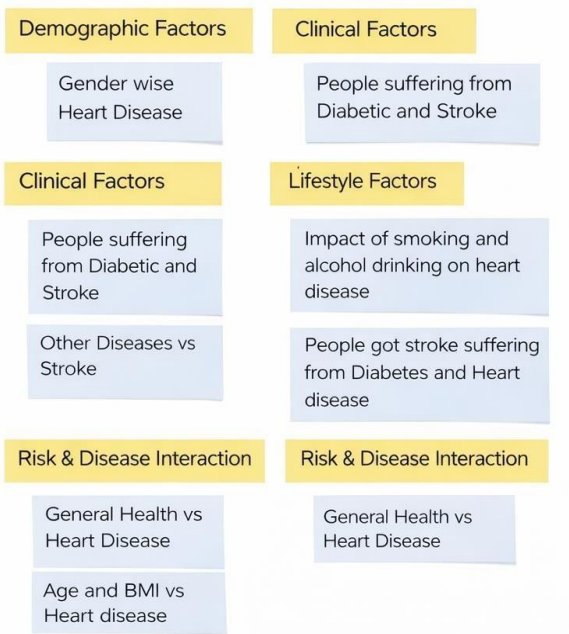 Demographic Factors
Gender wise
Heart Disease
Clinical Factors
People suffering from
Diabetic and Stroke
Clinical Factors
People suffering
from Diabetic and
Stroke
Other Diseases vs
Stroke
Lifestyle Factors
Impact of smoking and
alcohol drinking on heart
disease
People got stroke suffering
from Diabetes and Heart
disease
Risk & Disease Interaction
General Health vs
Heart Disease
Age and BMI vs
Heart disease
Risk & Disease Interaction
General Health vs
Heart Disease